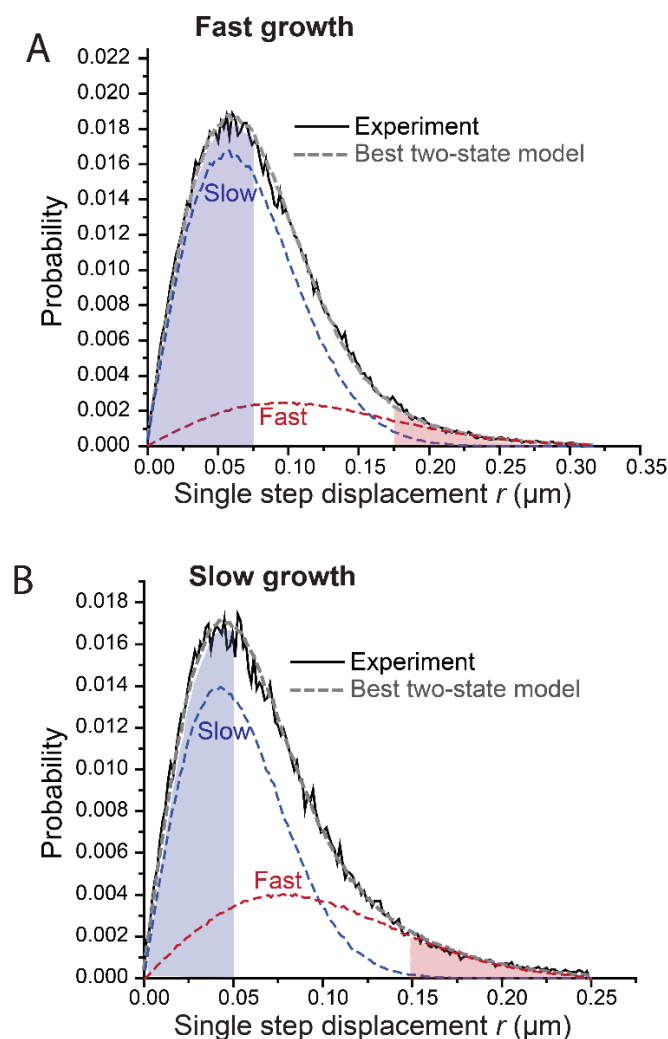 A
Fast growth
0.022
0.020
0.018
0.016
0.014
0.012
0.010
0.008
0.006
0.004
0.002
0.000
Probability
Experiment
Best two-state model
Slow
Fast
0.00 0.05 0.10 0.15 0.20 0.25 0.30 0.35
Single step displacement r (μm)
B
Slow growth
0.018
0.016
0.014
0.012
0.010
0.008
0.006
0.004
0.002
0.000
Probability
Experiment
Best two-state model
Slow
Fast
0.00 0.05 0.10 0.15 0.20 0.25
Single step displacement r (μm)